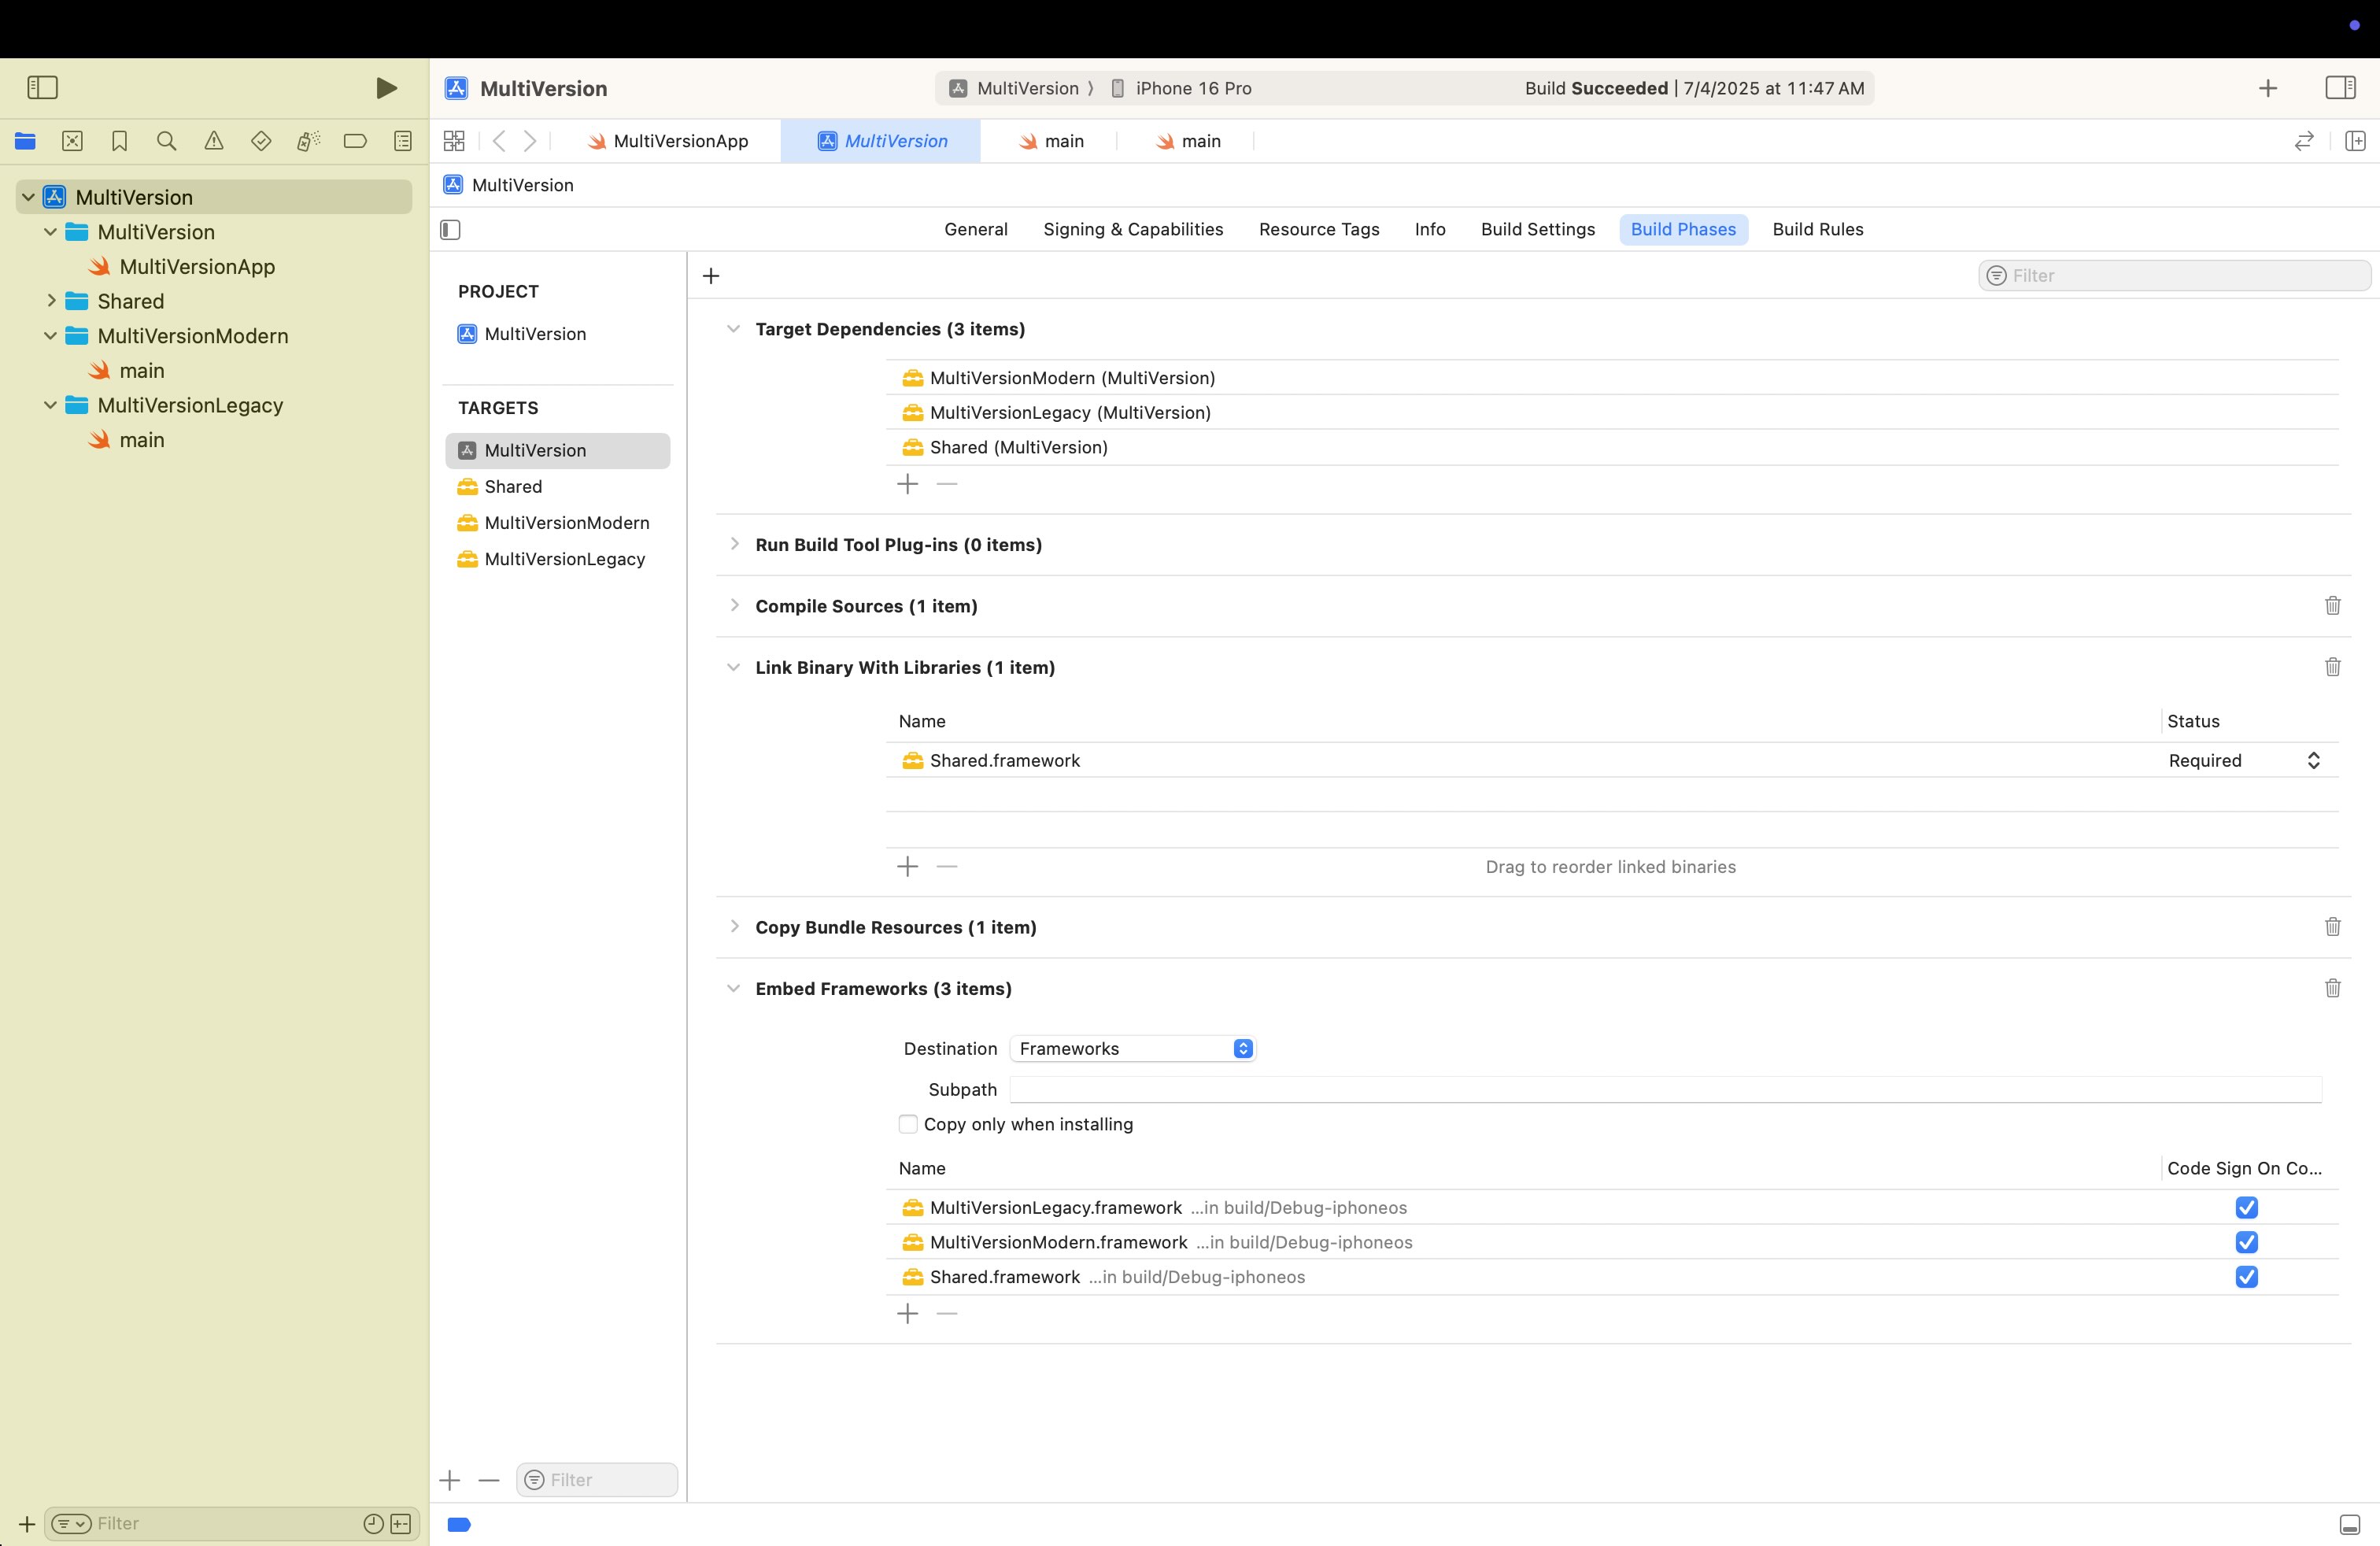 MultiVersion
MultiVersion
MultiVersionApp
Shared
MultiVersionModern
main
MultiVersionLegacy
main
Filter
MultiVersion
MultiVersion
iPhone 16 Pro
Build Succeeded | 7/4/2025 at 11:47 AM
MultiVersionApp
MultiVersion
main
main
MultiVersion
General
Signing & Capabilities
Resource Tags
Info
Build Settings
Build Phases
Build Rules
PROJECT
MultiVersion
TARGETS
MultiVersion
Shared
MultiVersionModern
MultiVersionLegacy
Filter
Filter
Target Dependencies (3 items)
MultiVersionModern (MultiVersion)
MultiVersionLegacy (MultiVersion)
Shared (MultiVersion)
Run Build Tool Plug-ins (0 items)
Compile Sources (1 item)
Link Binary With Libraries (1 item)
Name
Status
Shared.framework
Required
Drag to reorder linked binaries
Copy Bundle Resources (1 item)
Embed Frameworks (3 items)
Destination Frameworks
Subpath
Copy only when installing
Name
Code Sign On Co...
MultiVersionLegacy.framework ...in build/Debug-iphoneos
MultiVersionModern.framework ...in build/Debug-iphoneos
Shared.framework ...in build/Debug-iphoneos